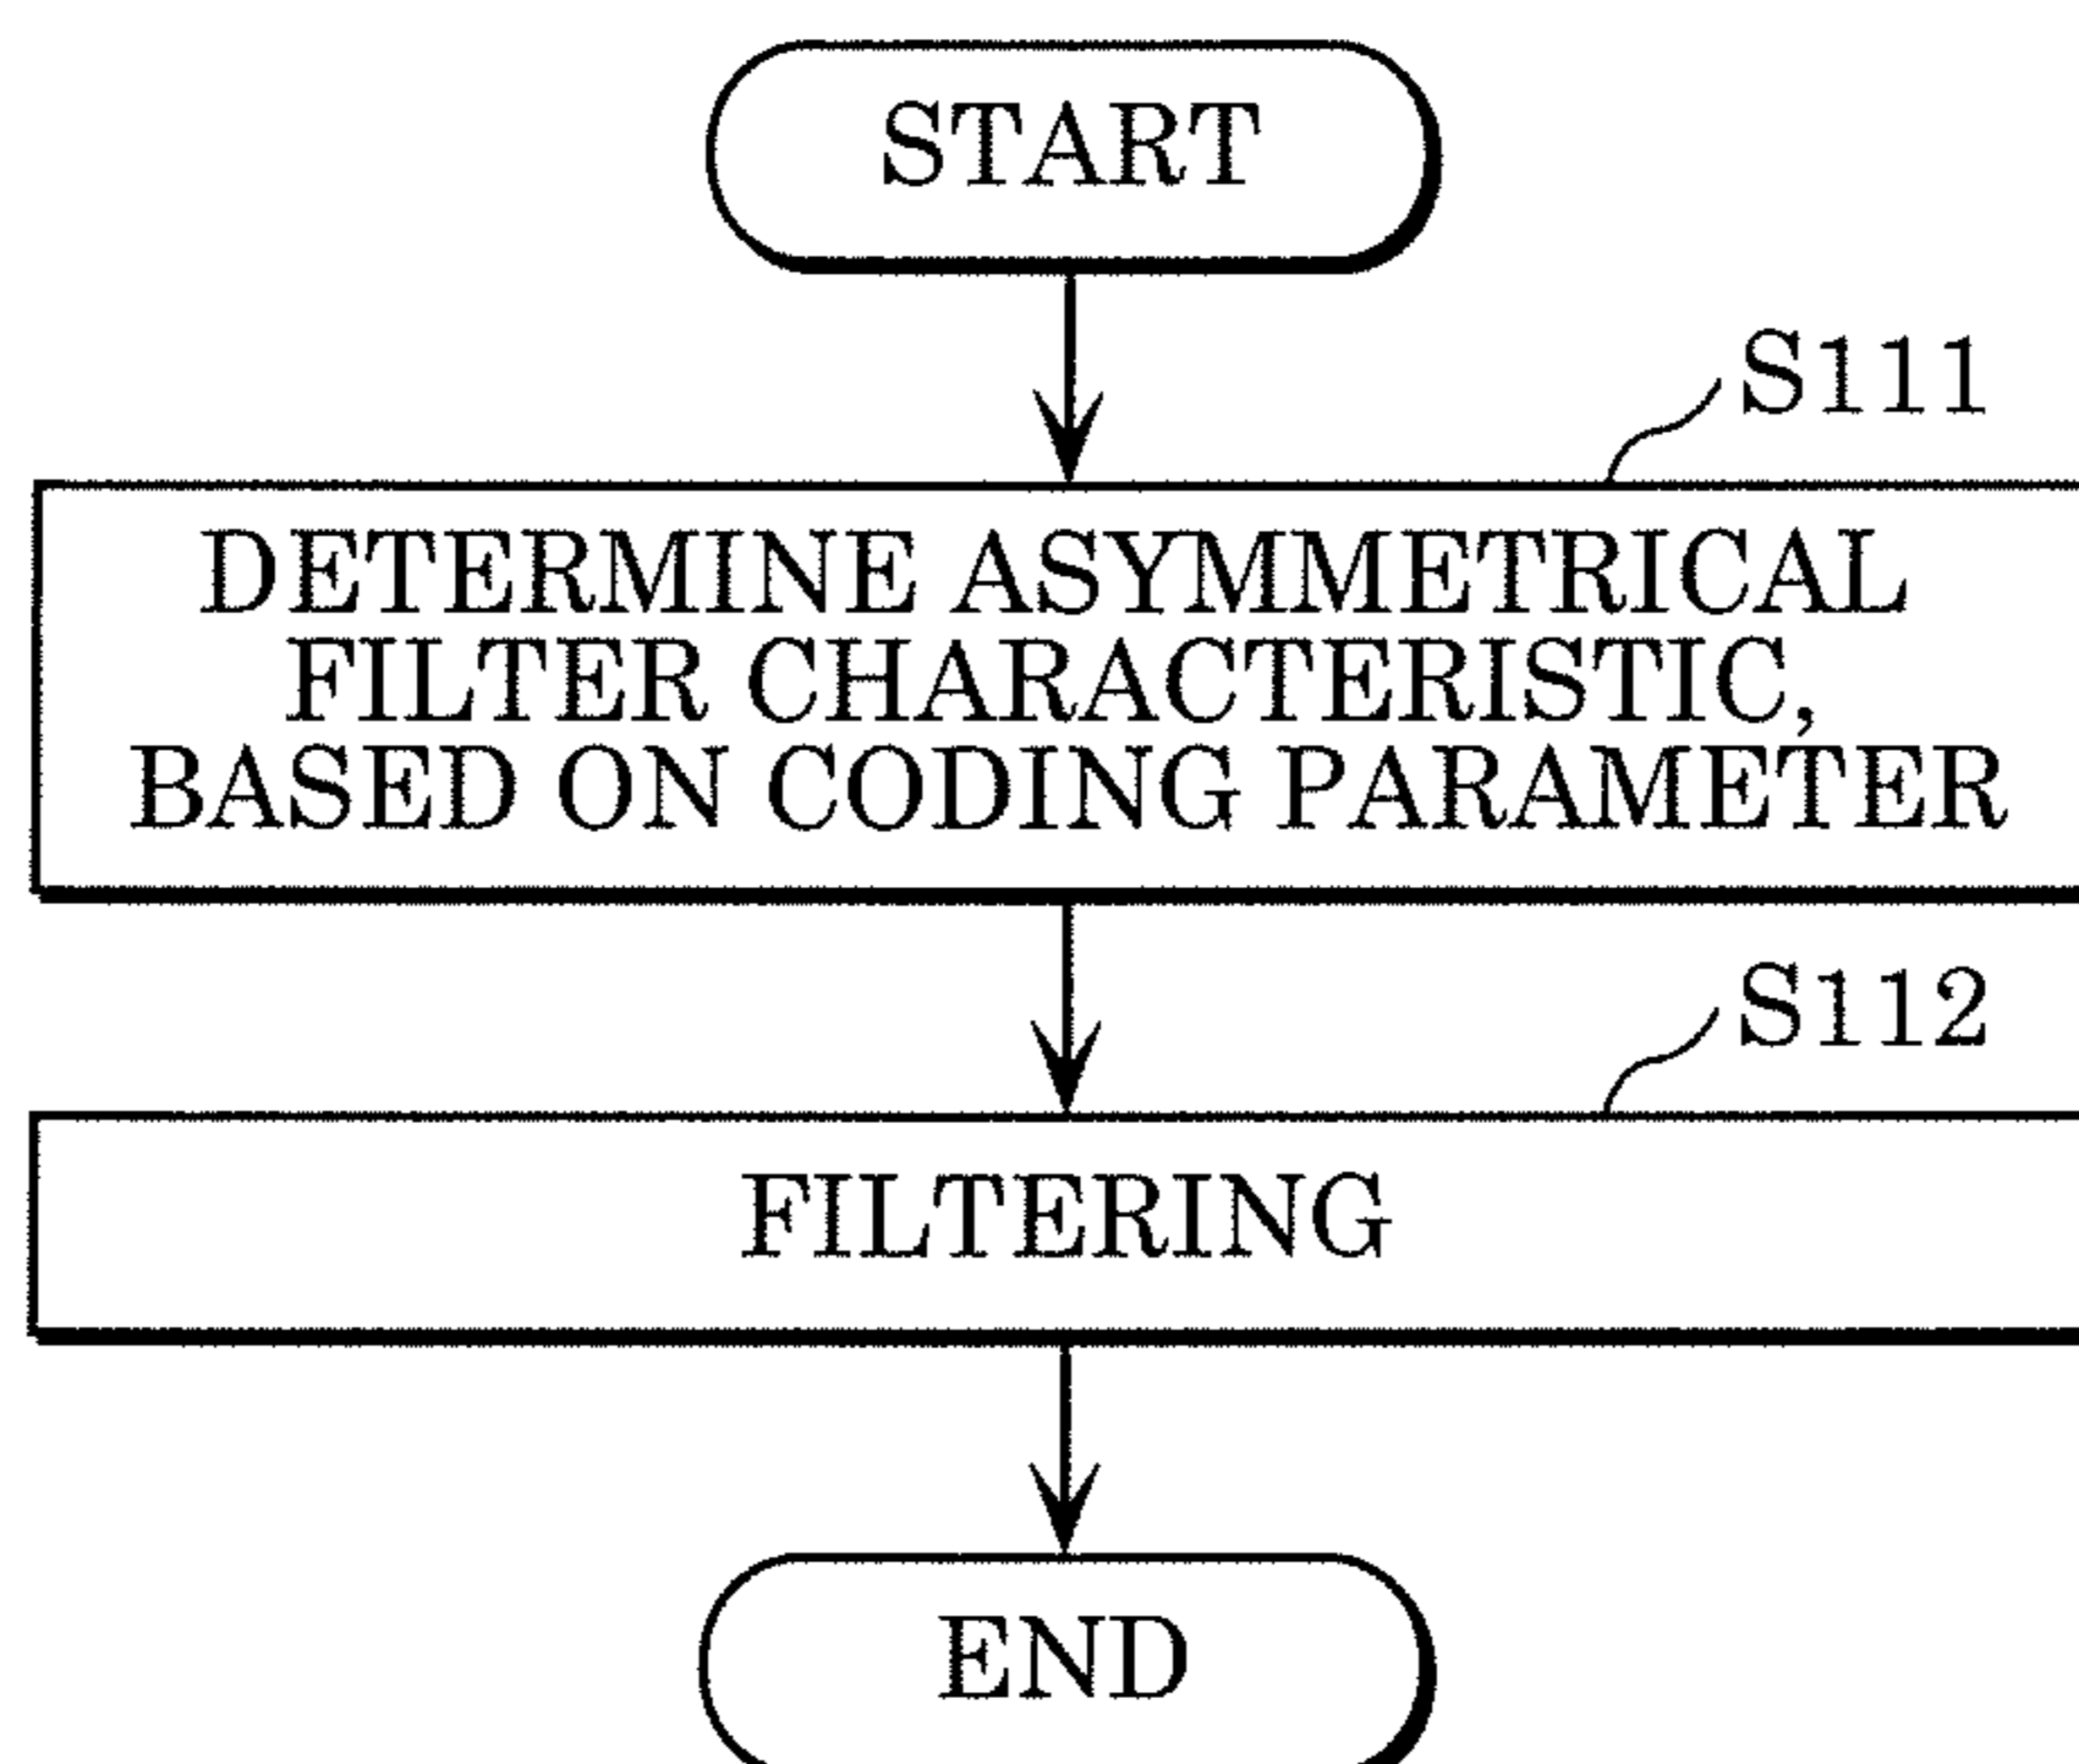 START
S111
DETERMINE ASYMMETRICAL
FILTER CHARACTERISTIC,
BASED ON CODING PARAMETER
S112
FILTERING
END